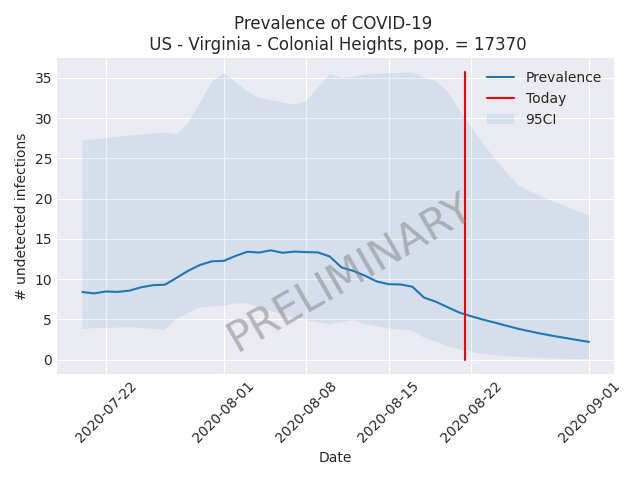 Prevalence of COVID-19
US - Virginia - Colonial Heights, pop. = 17370
# undetected infections
35
30
25
20
15
10
5
0
Prevalence
Today
95CI
PRELIMINARY
2020-07-22
2020-08-01
2020-08-08
2020-08-15
2020-08-22
2020-09-01
Date